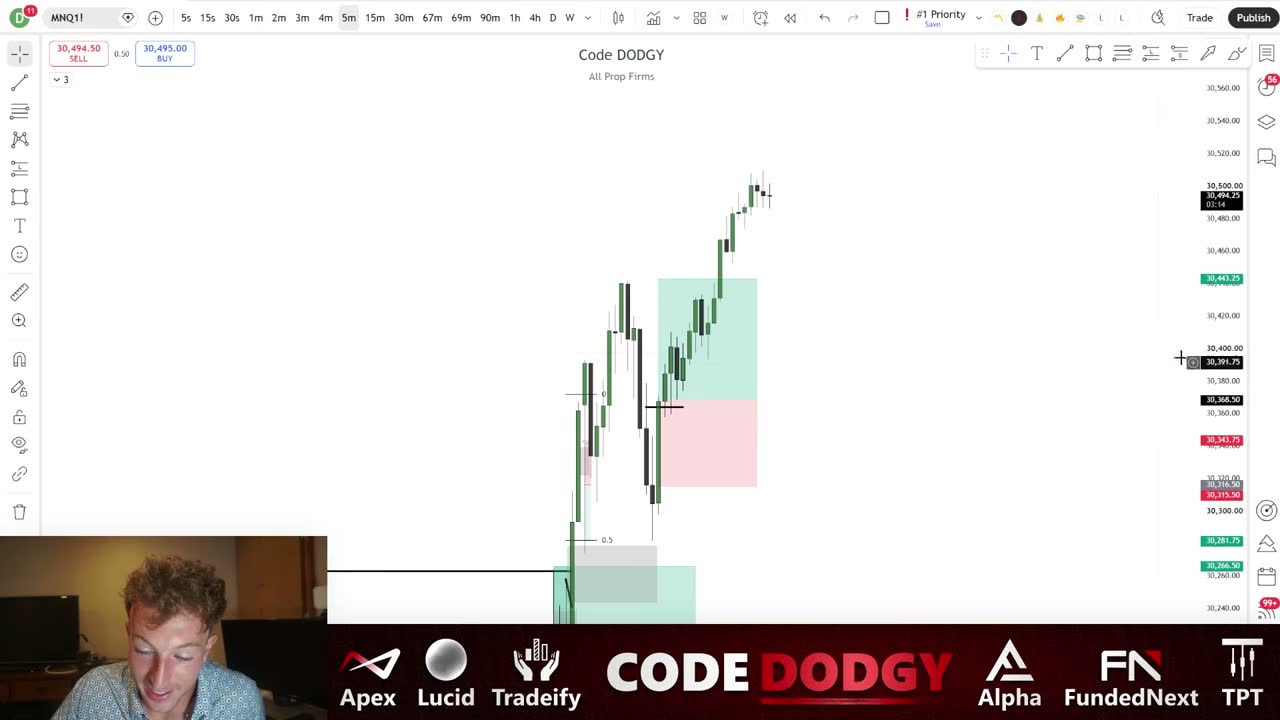 D
11
MNQ1!
5s 15s 30s 1m 2m 3m 4m 5m 15m 30m 67m 69m 90m 1h 4h D W
W
#1 Priority
Save
L
L
Trade
Publish
30,494.50
SELL
0.50
30,495.00
BUY
3
Code DODGY
All Prop Firms
T
L
S
56
30,560.00
30,540.00
30,520.00
30,500.00
30,494.25
03:14
30,480.00
30,460.00
30,443.25
30,420.00
30,400.00
30,391.75
30,380.00
30,368.50
30,360.00
30,343.75
30,316.50
30,315.50
30,300.00
30,281.75
30,266.50
30,260.00
30,240.00
0
0.5
99+
CODE DODGY
Apex
Lucid
Tradeify
Alpha
FN
FundedNext
TPT